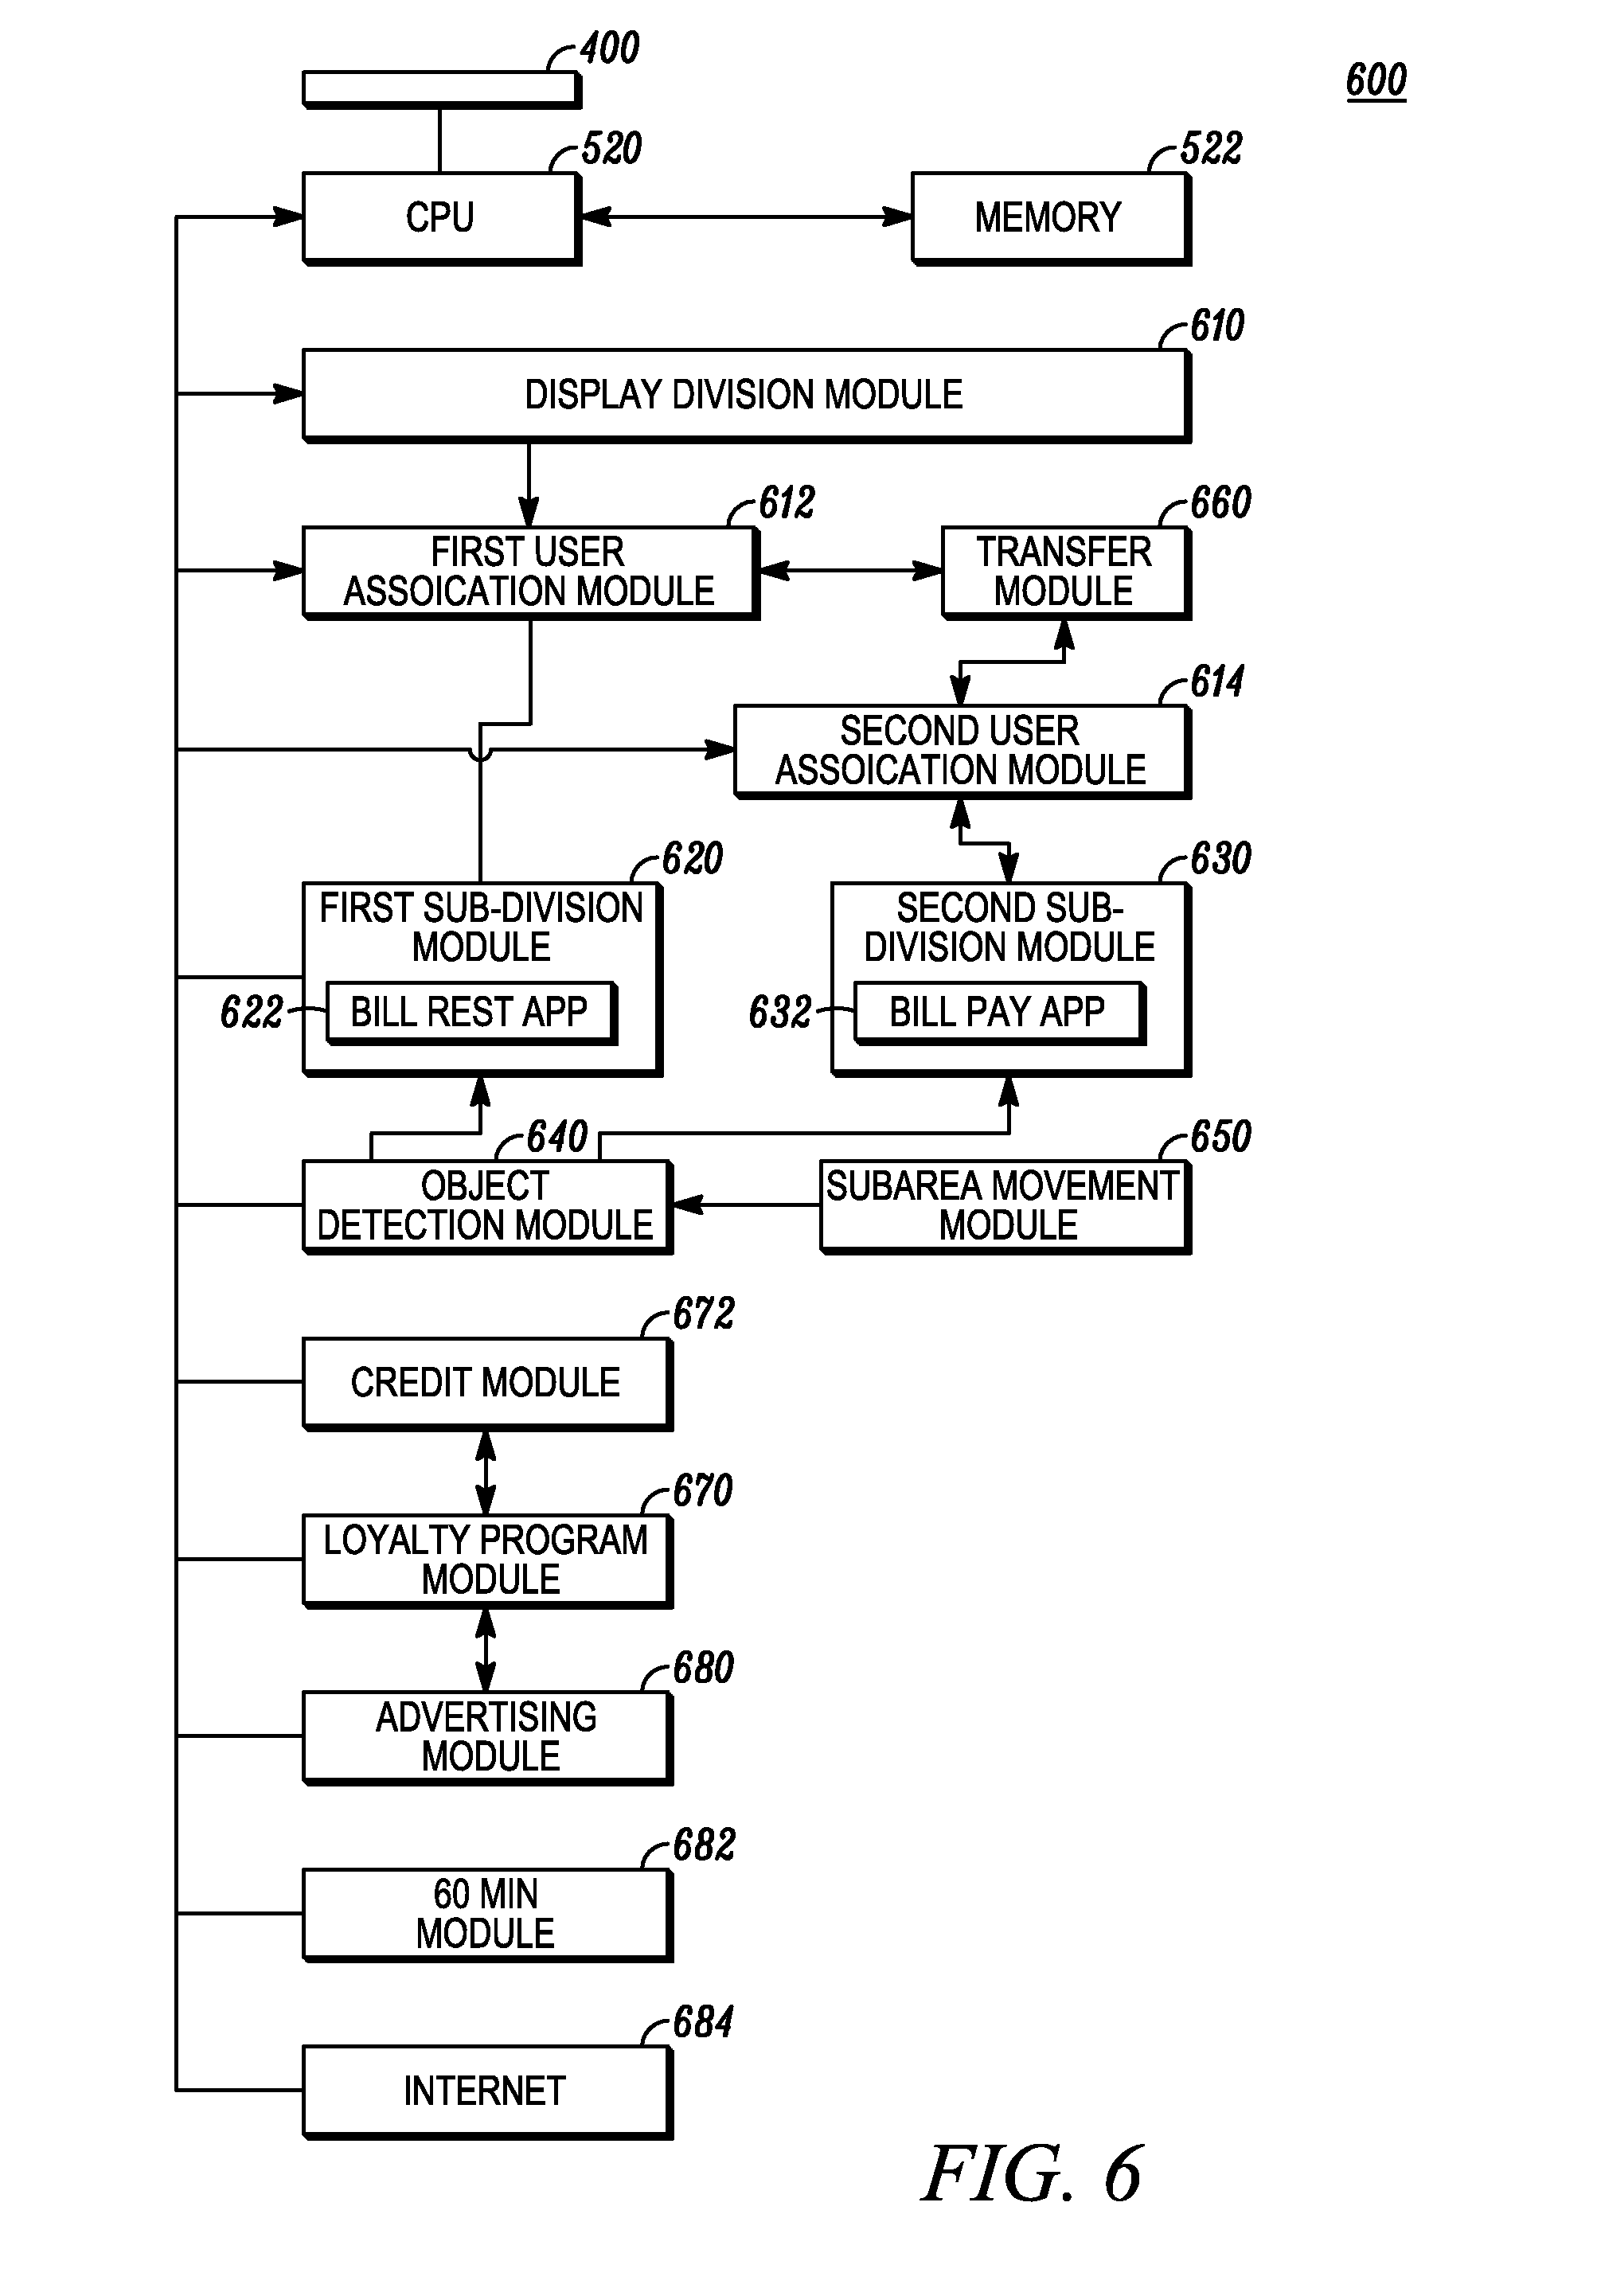 400
600
520
522
CPU
MEMORY
610
DISPLAY DIVISION MODULE
612
660
FIRST USER
ASSOICATION MODULE
TRANSFER
MODULE
614
SECOND USER
ASSOICATION MODULE
620
630
FIRST SUB-DIVISION
MODULE
SECOND SUB-
DIVISION MODULE
622
BILL REST APP
632
BILL PAY APP
640
650
OBJECT
DETECTION MODULE
SUBAREA MOVEMENT
MODULE
672
CREDIT MODULE
670
LOYALTY PROGRAM
MODULE
680
ADVERTISING
MODULE
682
60 MIN
MODULE
684
INTERNET
FIG. 6